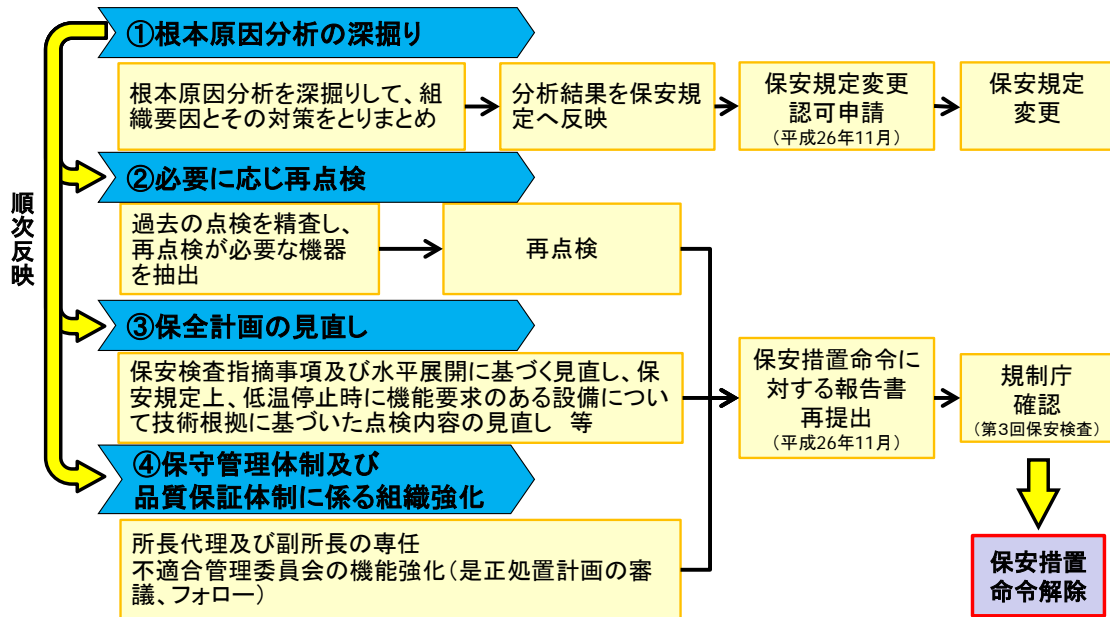 ①根本原因分析の深掘り
根本原因分析を深掘りして、組
織要因とその対策をとりまとめ
分析結果を保安規
定へ反映
保安規定変更
認可申請
（平成26年11月）
保安規定
変更
順次反映
②必要に応じ再点検
過去の点検を精査し、
再点検が必要な機器
を抽出
再点検
③保全計画の見直し
保安検査指摘事項及び水平展開に基づく見直し、保
安規定上、低温停止時に機能要求のある設備につい
て技術根拠に基づいた点検内容の見直し　等
保安措置命令に
対する報告書
再提出
（平成26年11月）
規制庁
確認
（第3回保安検査）
④保守管理体制及び
品質保証体制に係る組織強化
所長代理及び副所長の専任
不適合管理委員会の機能強化（是正処置計画の審
議、フォロー）
保安措置
命令解除